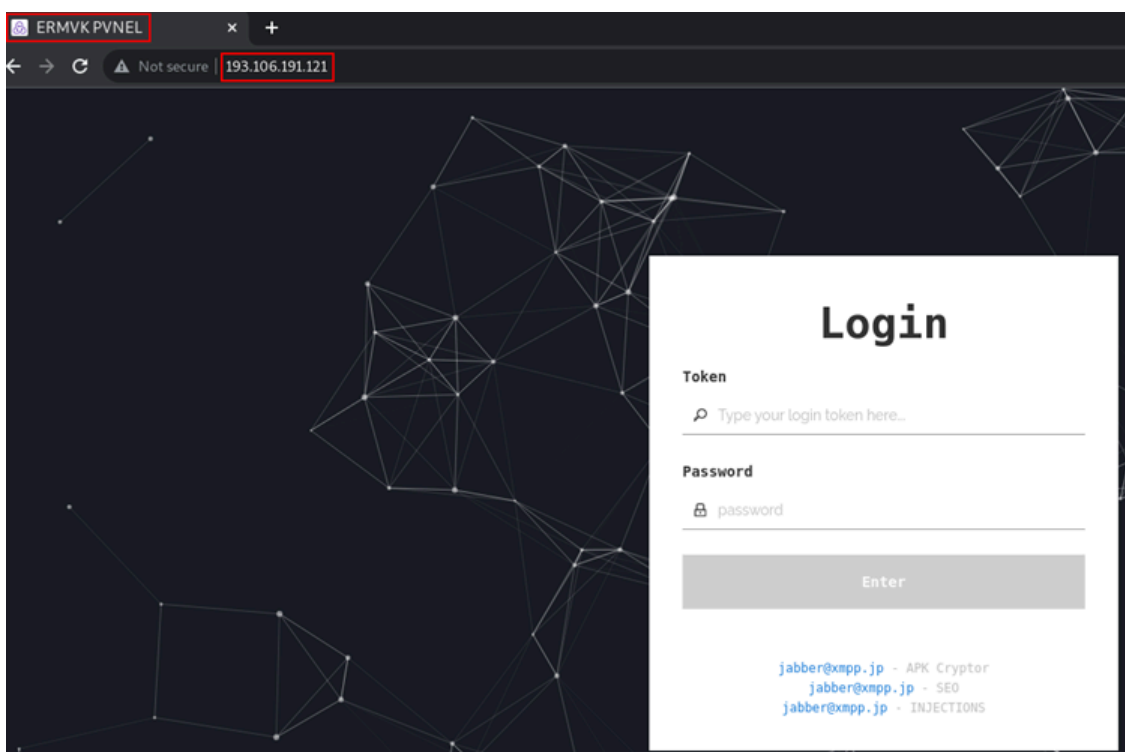 ERMVK PVNEL
Not secure | 193.106.191.121
Login
Token
Type your login token here...
Password
password
Enter
jabber@xmpp.jp - APK Cryptor
jabber@xmpp.jp - SEO
jabber@xmpp.jp - INJECTIONS